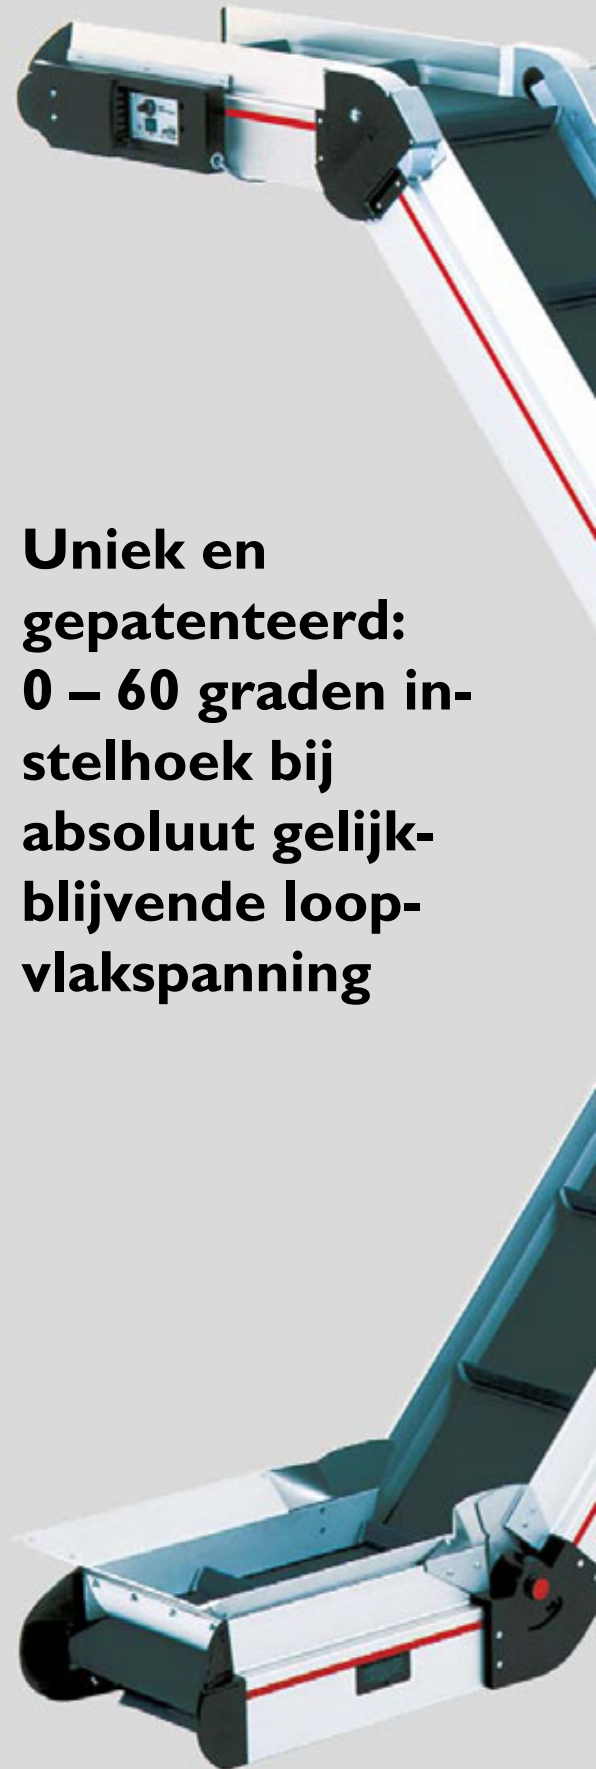 Uniek en
gepatenteerd:
0 – 60 graden in-
stelhoek bij
absoluut gelijk-
blijvende loop-
vlakspanning